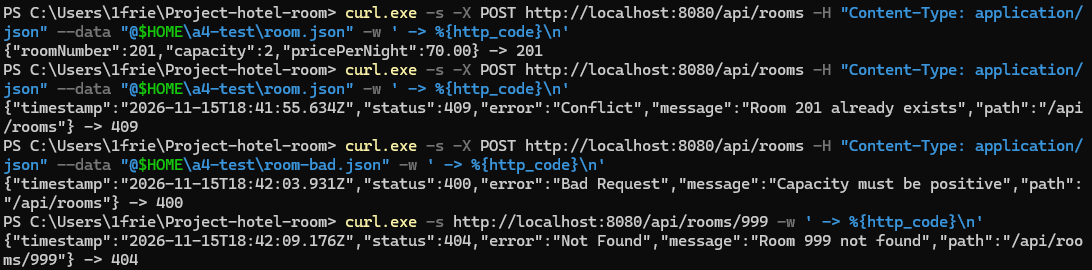 PS C:\Users\1frie\Project-hotel-room> curl.exe -s -X POST http://localhost:8080/api/rooms -H "Content-Type: application/
json" --data "@$HOME\a4-test\room.json" -w ' -> %{http_code}\n'
{"roomNumber":201,"capacity":2,"pricePerNight":70.00} -> 201
PS C:\Users\1frie\Project-hotel-room> curl.exe -s -X POST http://localhost:8080/api/rooms -H "Content-Type: application/
json" --data "@$HOME\a4-test\room.json" -w ' -> %{http_code}\n'
{"timestamp":"2026-11-15T18:41:55.634Z","status":409,"error":"Conflict","message":"Room 201 already exists","path":"/api
/rooms"} -> 409
PS C:\Users\1frie\Project-hotel-room> curl.exe -s -X POST http://localhost:8080/api/rooms -H "Content-Type: application/
json" --data "@$HOME\a4-test\room-bad.json" -w ' -> %{http_code}\n'
{"timestamp":"2026-11-15T18:42:03.931Z","status":400,"error":"Bad Request","message":"Capacity must be positive","path":
"/api/rooms"} -> 400
PS C:\Users\1frie\Project-hotel-room> curl.exe -s http://localhost:8080/api/rooms/999 -w ' -> %{http_code}\n'
{"timestamp":"2026-11-15T18:42:09.176Z","status":404,"error":"Not Found","message":"Room 999 not found","path":"/api/roo
ms/999"} -> 404